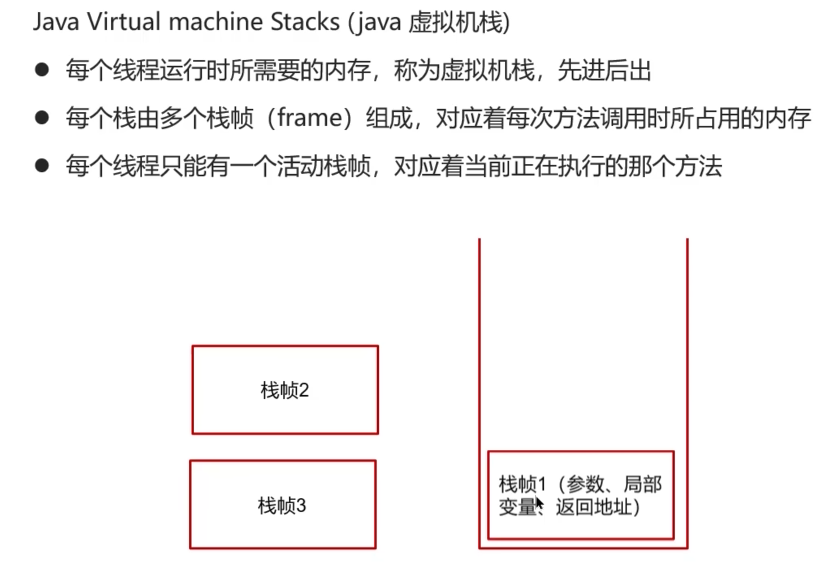 Java Virtual machine Stacks (java 虚拟机栈)
● 每个线程运行时所需要的内存，称为虚拟机栈，先进后出
● 每个栈由多个栈帧（frame）组成，对应着每次方法调用时所占用的内存
● 每个线程只能有一个活动栈帧，对应着当前正在执行的那个方法
栈帧2
栈帧3
栈帧1（参数、局部
变量、返回地址）